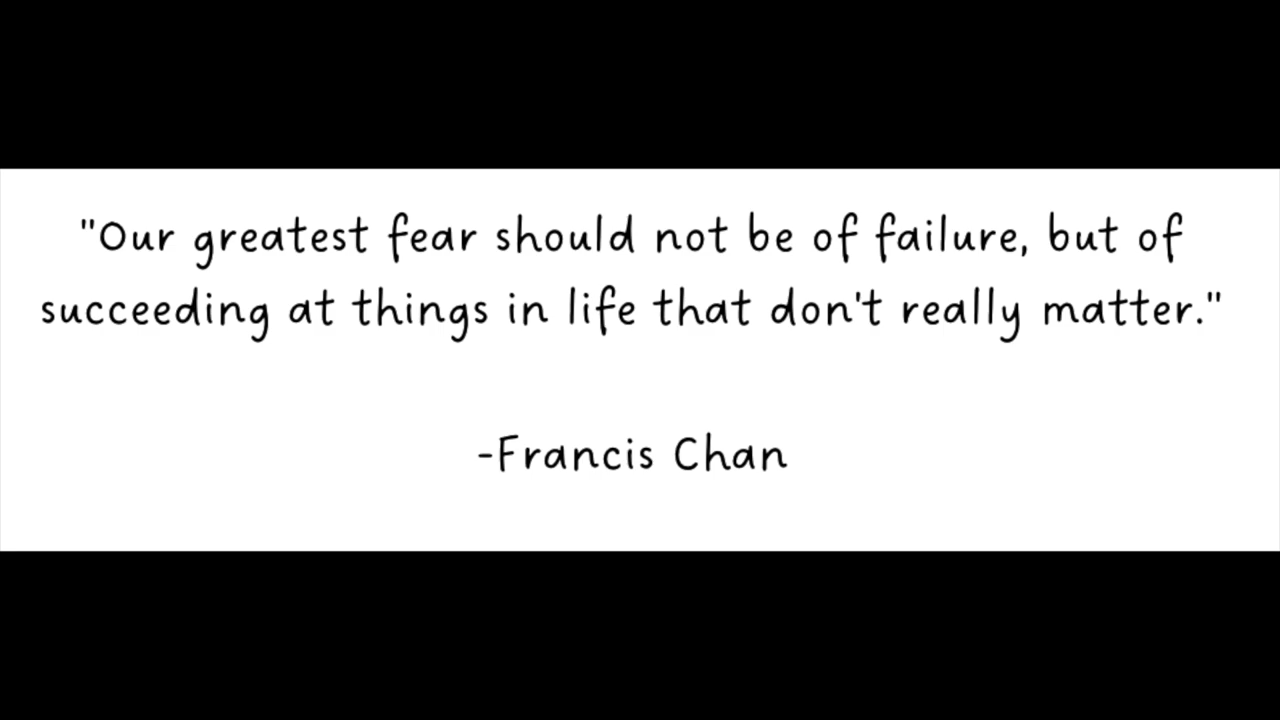 "Our greatest fear should not be of failure, but of
succeeding at things in life that don't really matter."
-Francis Chan